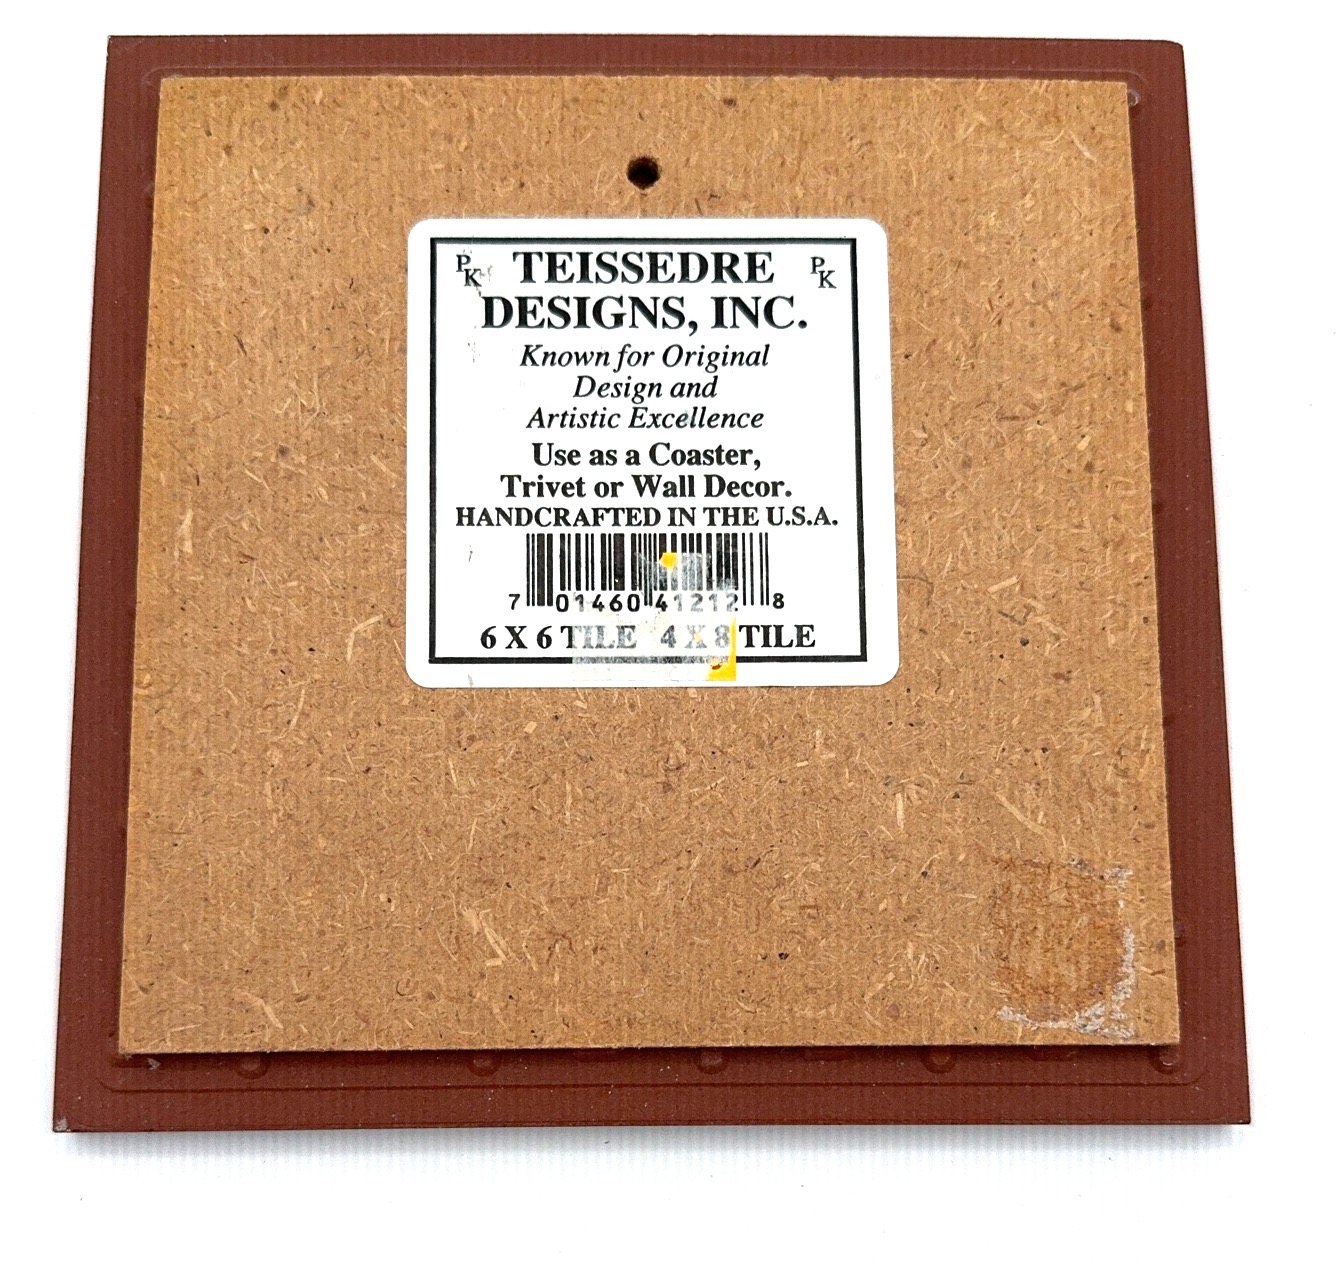 PK TEISSEDRE PK
DESIGNS, INC.
Known for Original
Design and
Artistic Excellence
Use as a Coaster,
Trivet or Wall Decor.
HANDCRAFTED IN THE U.S.A.
7 01460 41212 8
6 X 6 TILE 4 X 8 TILE